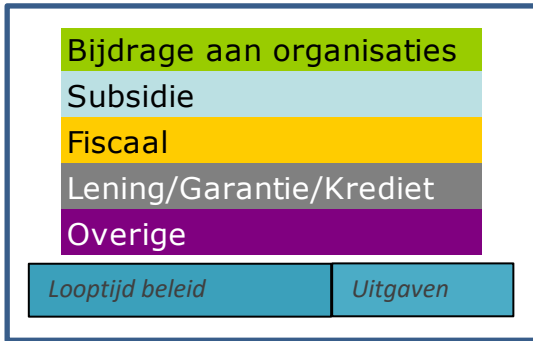 Bijdrage aan organisaties
Subsidie
Fiscaal
Lening/Garantie/Krediet
Overige
Looptijd beleid Uitgaven